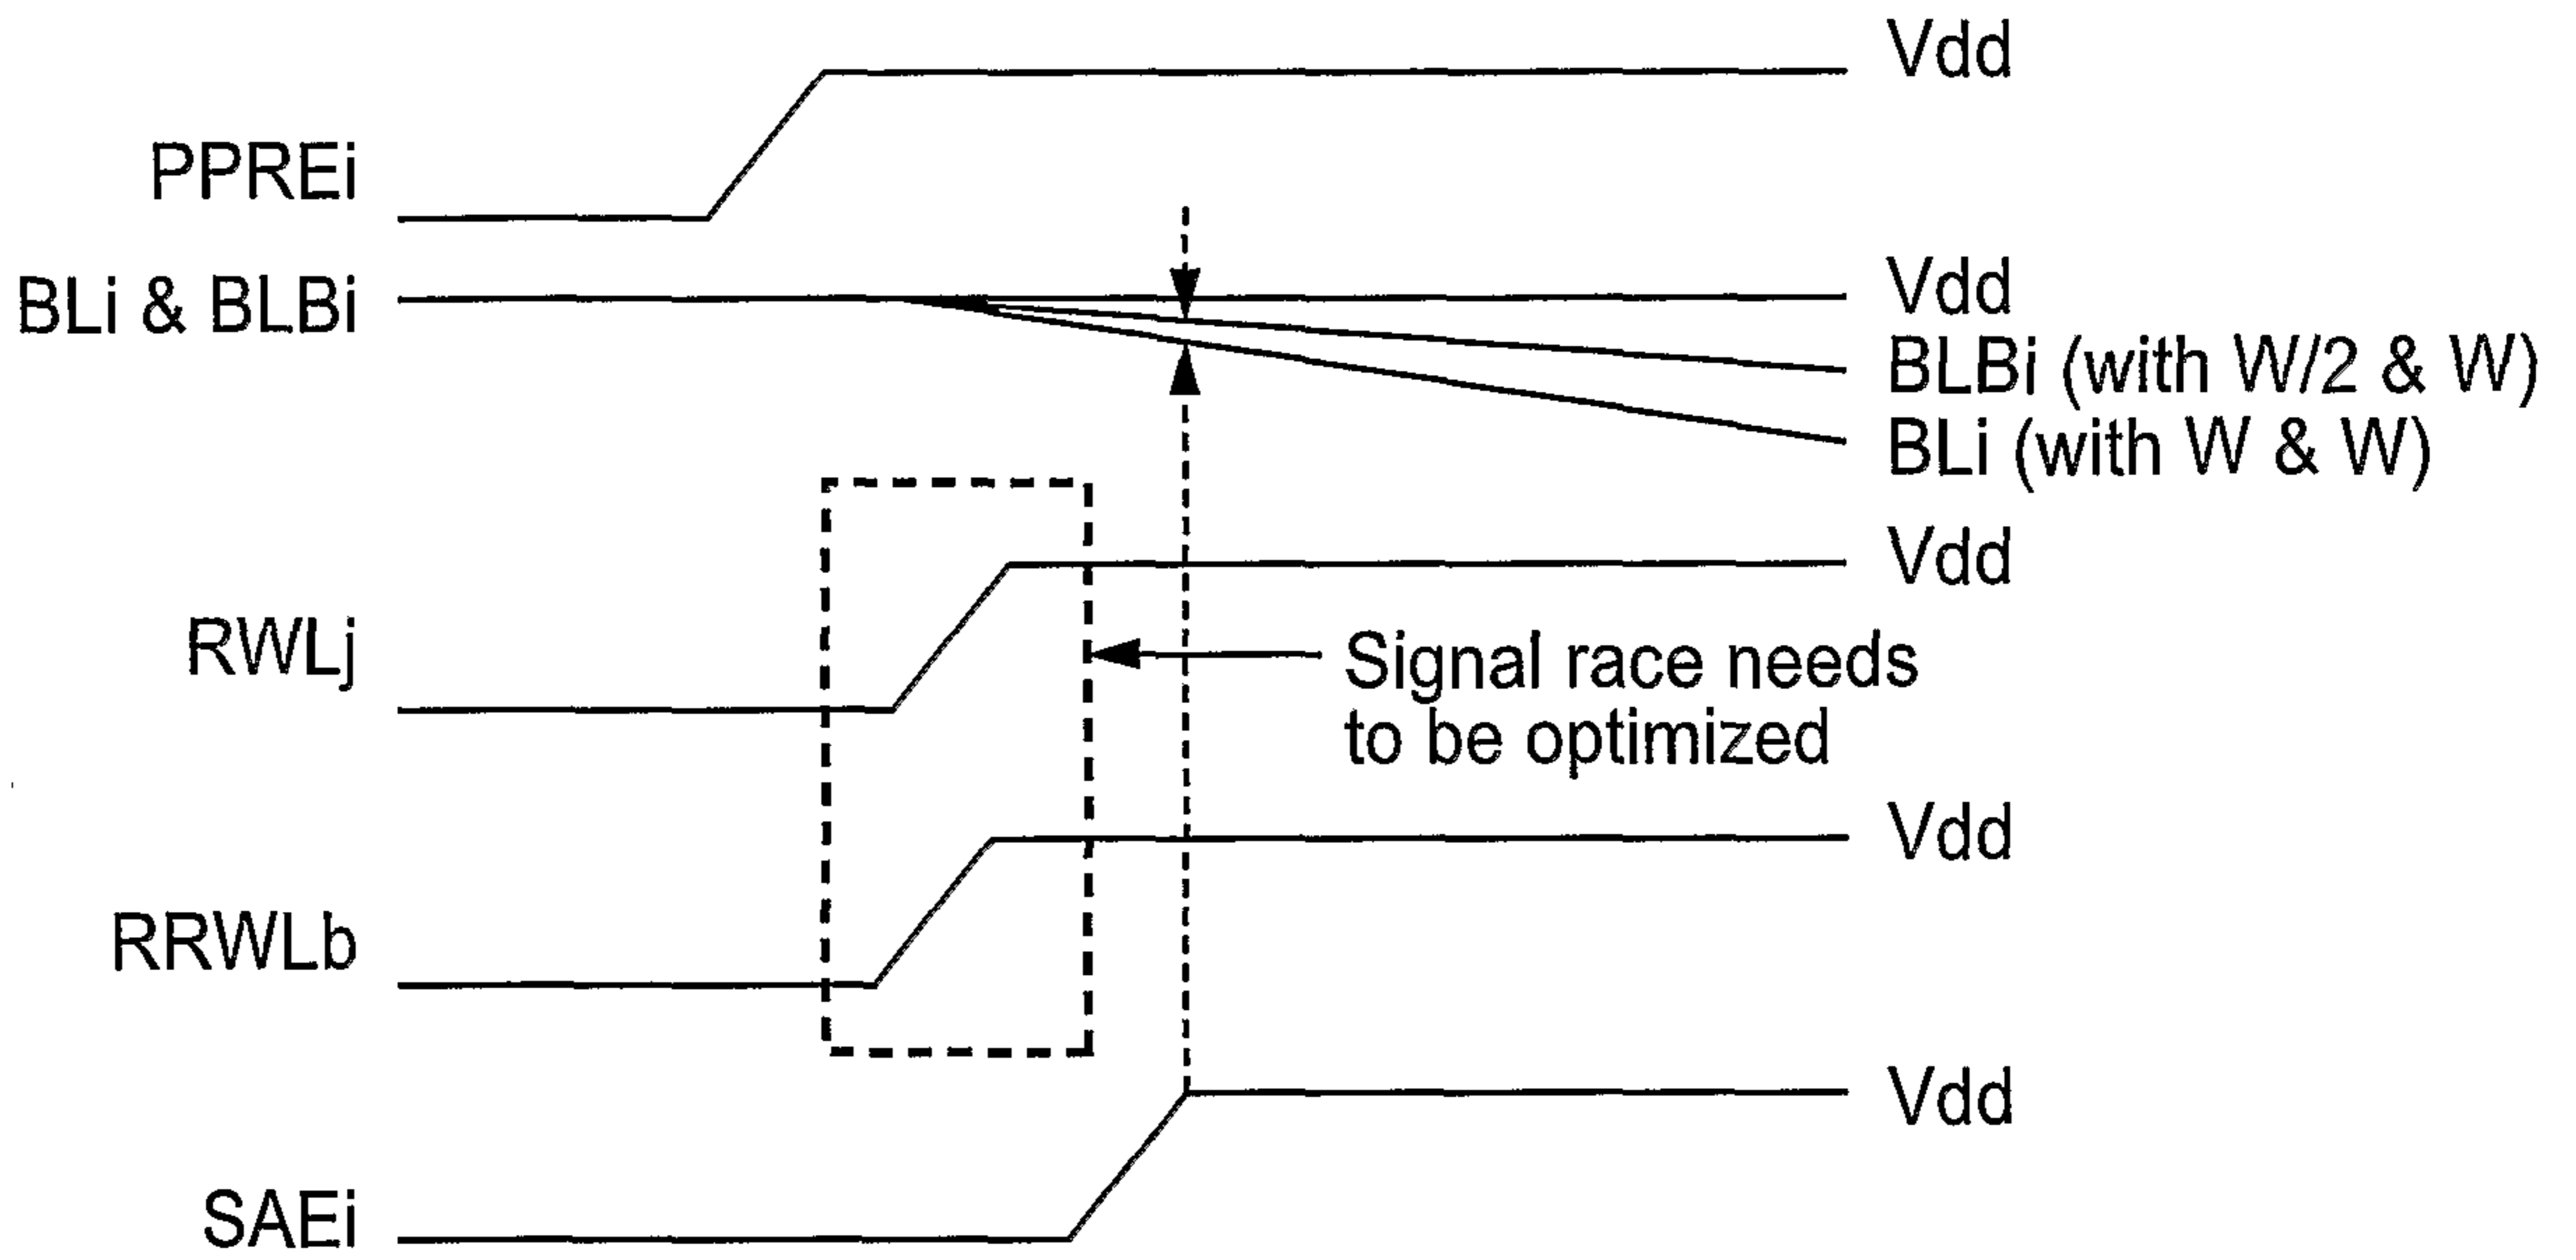 Vdd
PPREi
BLi & BLBi
Vdd
BLBi (with W/2 & W)
BLi (with W & W)
Vdd
RWLj
Signal race needs
to be optimized
Vdd
RRWLb
Vdd
SAEi